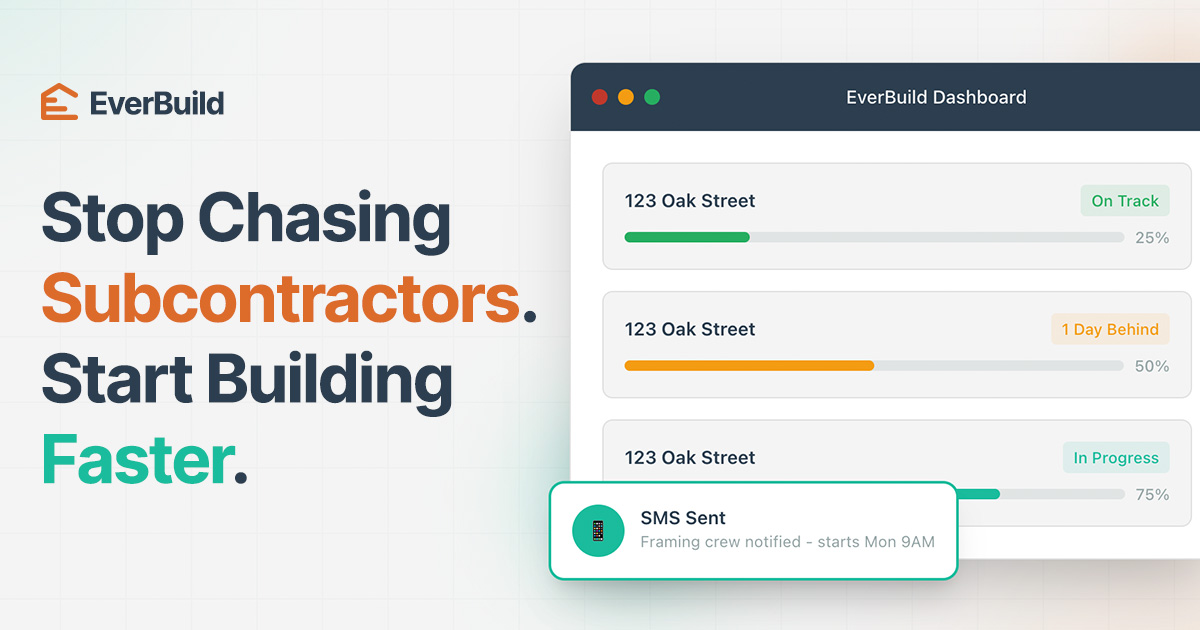 EverBuild
Stop Chasing
Subcontractors.
Start Building
Faster.
EverBuild Dashboard
123 Oak Street
On Track
25%
123 Oak Street
1 Day Behind
50%
123 Oak Street
In Progress
75%
SMS Sent
Framing crew notified - starts Mon 9AM